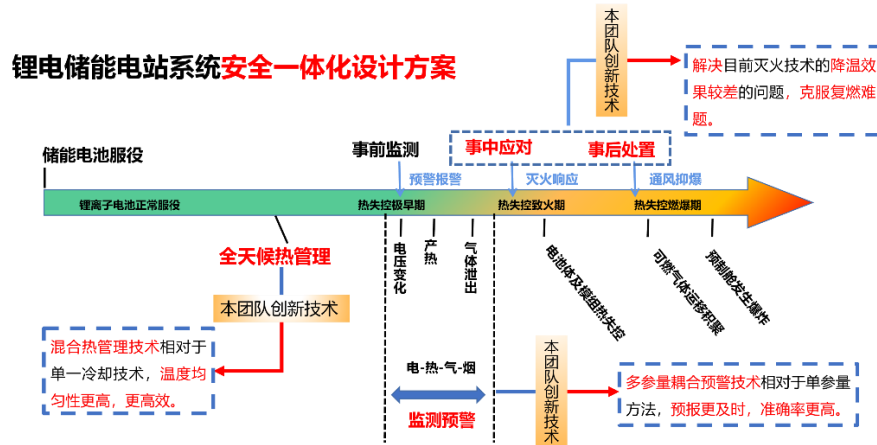 锂电储能电站系统安全一体化设计方案
本团队创新技术
解决目前灭火技术的降温效
果较差的问题，克服复燃难
题。
储能电池服役
事前监测
事中应对
事后处置
预警报警
灭火响应
通风抑爆
锂离子电池正常服役
热失控极早期
热失控致火期
热失控燃爆期
全天候热管理
电压变化
产热
气体泄出
电池体及模组热失控
可燃气体运移积聚
预制舱发生爆炸
本团队创新技术
混合热管理技术相对于
单一冷却技术，温度均
匀性更高，更高效。
电-热-气-烟
监测预警
本团队创新技术
多参量耦合预警技术相对于单参量
方法，预报更及时，准确率更高。